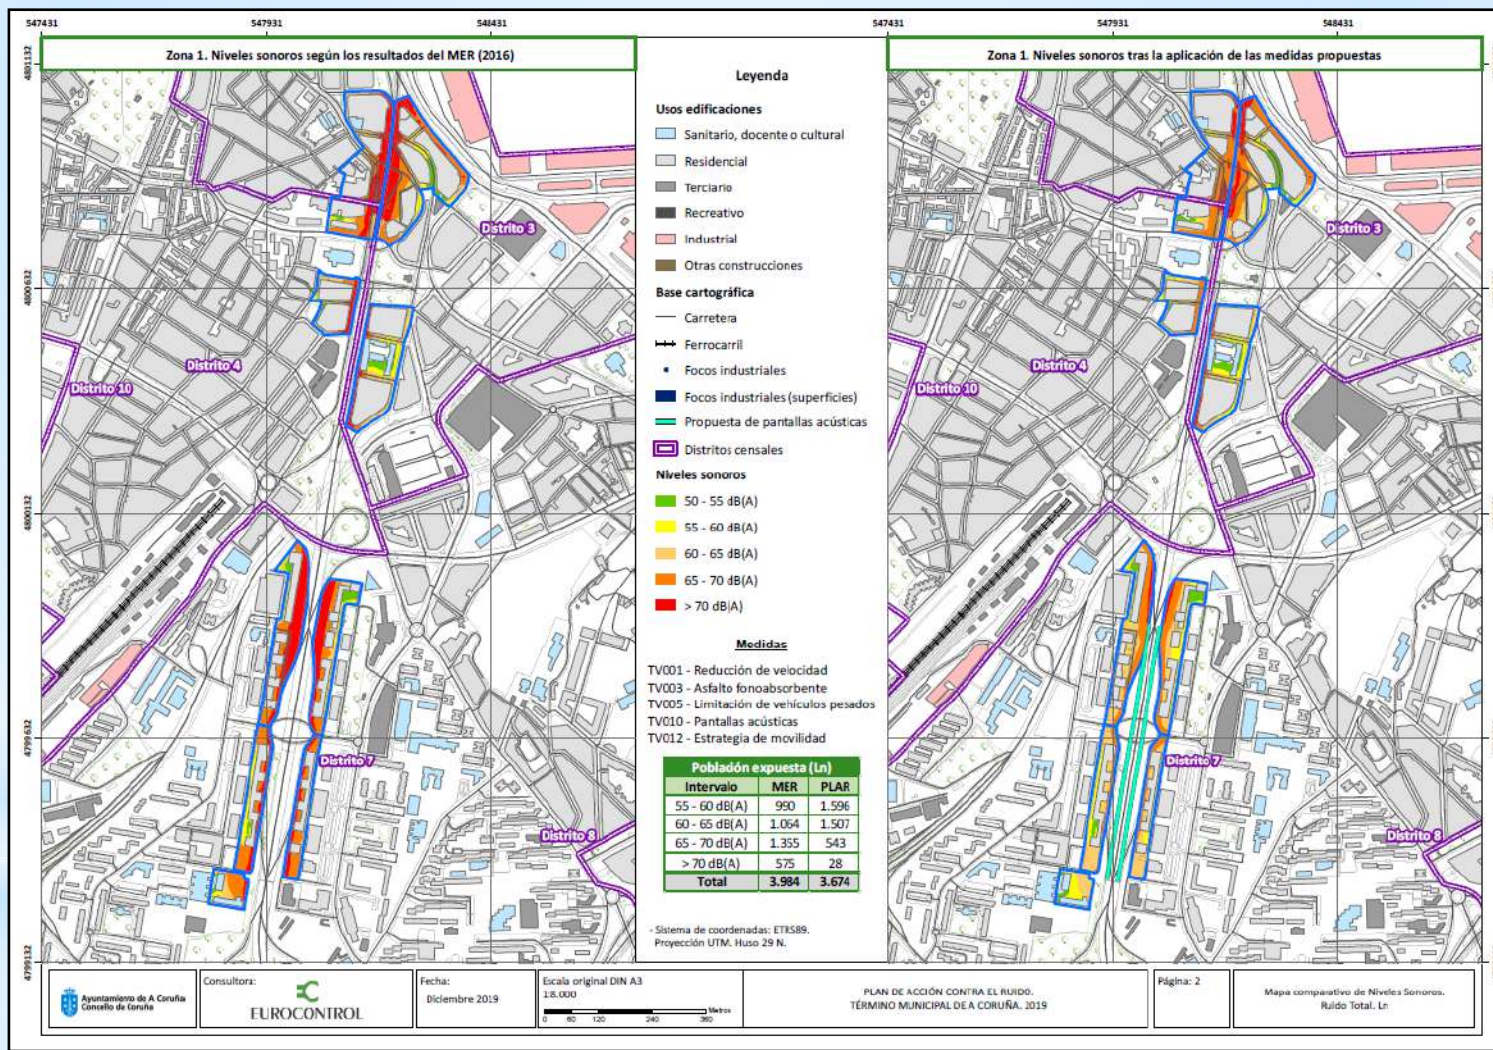 547431
547931
548431
547431
547931
548431
Zona 1. Niveles sonoros según los resultados del MER (2016)
Zona 1. Niveles sonoros tras la aplicación de las medidas propuestas
4801132
4800632
4800132
4799632
4799132
Distrito 3
Distrito 4
Distrito 10
Distrito 7
Distrito 8
Leyenda
Usos edificaciones
Sanitario, docente o cultural
Residencial
Terciario
Recreativo
Industrial
Otras construcciones
Base cartográfica
Carretera
Ferrocarril
Focos industriales
Focos industriales (superficies)
Propuesta de pantallas acústicas
Distritos censales
Niveles sonoros
50 - 55 dB(A)
55 - 60 dB(A)
60 - 65 dB(A)
65 - 70 dB(A)
> 70 dB(A)
Medidas
TV001 - Reducción de velocidad
TV003 - Asfalto fonoabsorbente
TV005 - Limitación de vehículos pesados
TV010 - Pantallas acústicas
TV012 - Estrategia de movilidad
Población expuesta (Ln)
Intervalo MER PLAR
55 - 60 dB(A) 990 1.596
60 - 65 dB(A) 1.064 1.507
65 - 70 dB(A) 1.355 543
> 70 dB(A) 575 28
Total 3.984 3.674
- Sistema de coordenadas: ETRS89.
Proyección UTM. Huso 29 N.
Distrito 3
Distrito 4
Distrito 10
Distrito 7
Distrito 8
Ayuntamiento de A Coruña
Concello da Coruña
Consultora:
EUROCONTROL
Fecha:
Diciembre 2019
Escala original DIN A3
1:8.000
0 60 120 240 360
Metros
PLAN DE ACCIÓN CONTRA EL RUIDO.
TÉRMINO MUNICIPAL DE A CORUÑA. 2019
Página: 2
Mapa comparativo de Niveles Sonoros.
Ruido Total. Ln